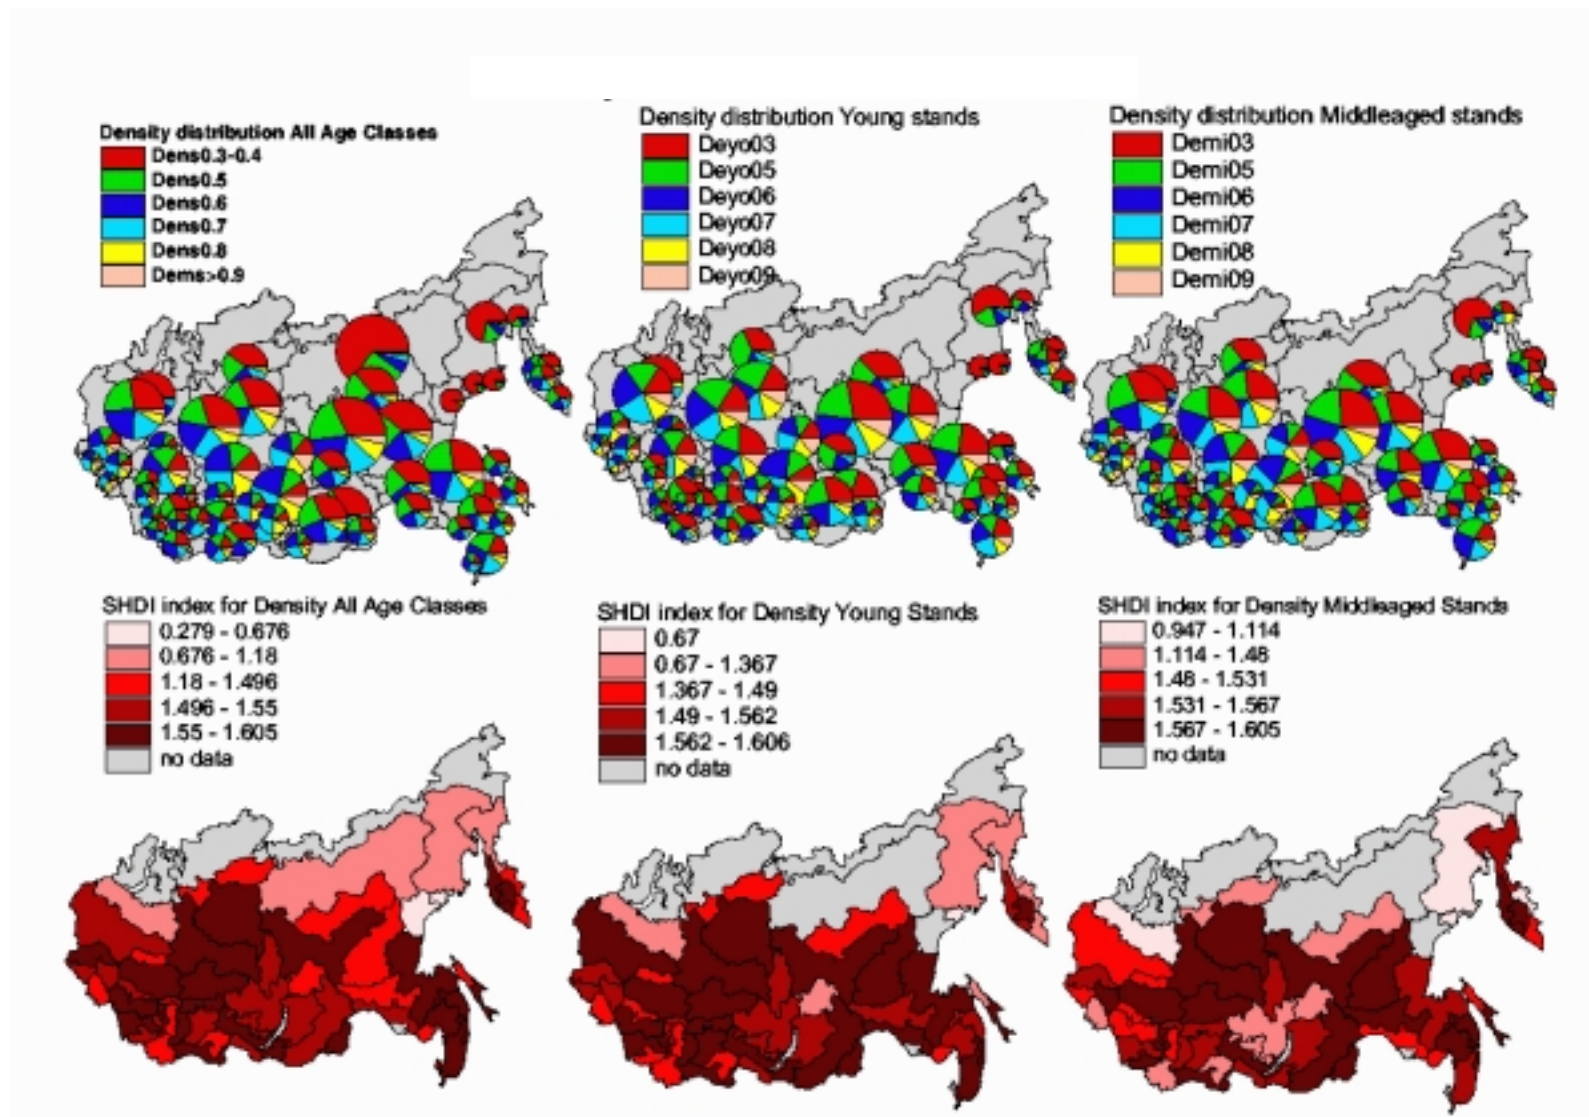 Density distribution All Age Classes
Dens0.3-0.4
Dens0.5
Dens0.6
Dens0.7
Dens0.8
Dems>0.9
Density distribution Young stands
Deyo03
Deyo05
Deyo06
Deyo07
Deyo08
Deyo09
Density distribution Middleaged stands
Demi03
Demi05
Demi06
Demi07
Demi08
Demi09
SHDI index for Density All Age Classes
0.279 - 0.676
0.676 - 1.18
1.18 - 1.496
1.496 - 1.55
1.55 - 1.605
no data
SHDI index for Density Young Stands
0.67
0.67 - 1.367
1.367 - 1.49
1.49 - 1.562
1.562 - 1.606
no data
SHDI index for Density Middleaged Stands
0.947 - 1.114
1.114 - 1.48
1.48 - 1.531
1.531 - 1.567
1.567 - 1.605
no data